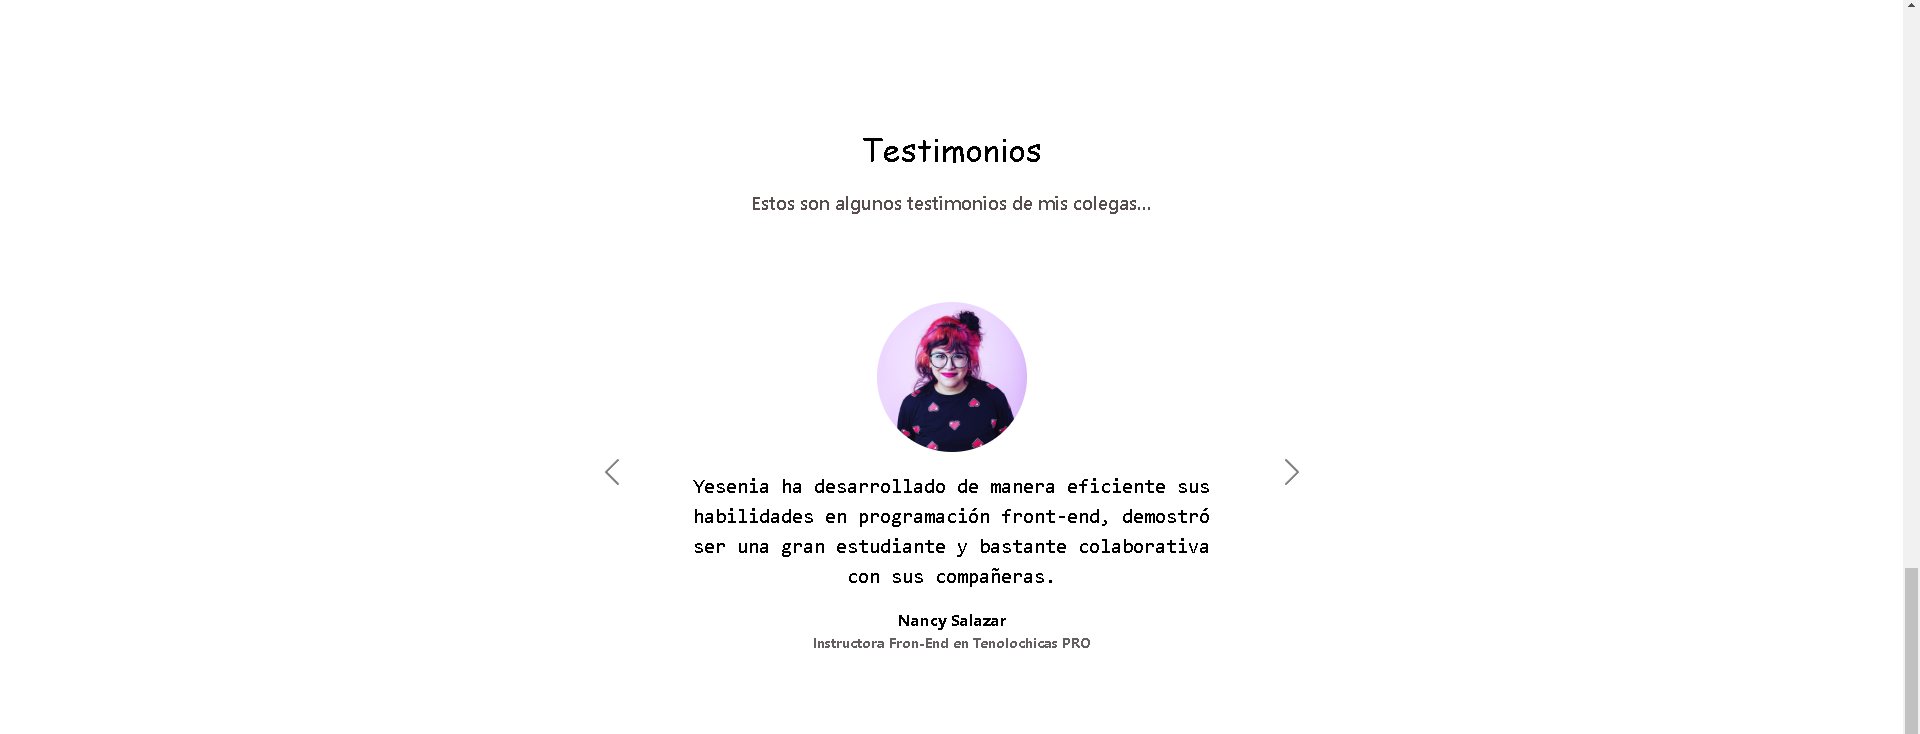 Testimonios
Estos son algunos testimonios de mis colegas...
Yesenia ha desarrollado de manera eficiente sus
habilidades en programación front-end, demostró
ser una gran estudiante y bastante colaborativa
con sus compañeras.
Nancy Salazar
Instructora Fron-End en Tenolochicas PRO